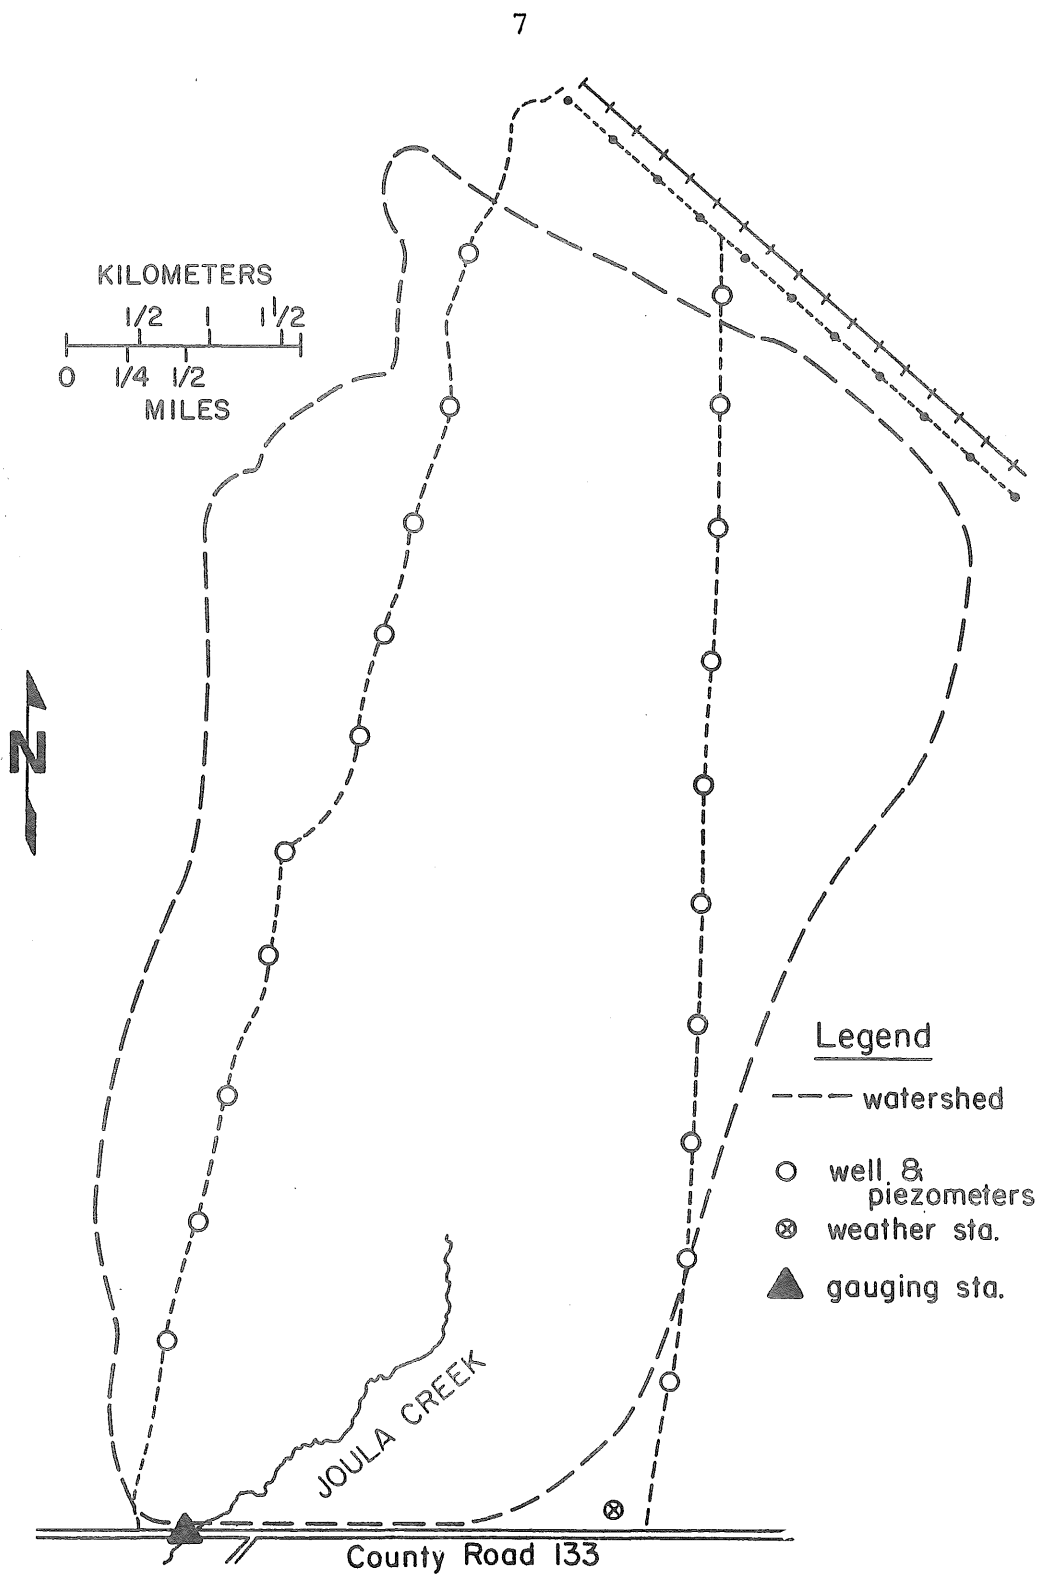 7
KILOMETERS
1/2 1 1 1/2
0 1/4 1/2
MILES
N
Legend
watershed
well &
piezometers
weather sta.
gauging sta.
JOULA CREEK
County Road 133